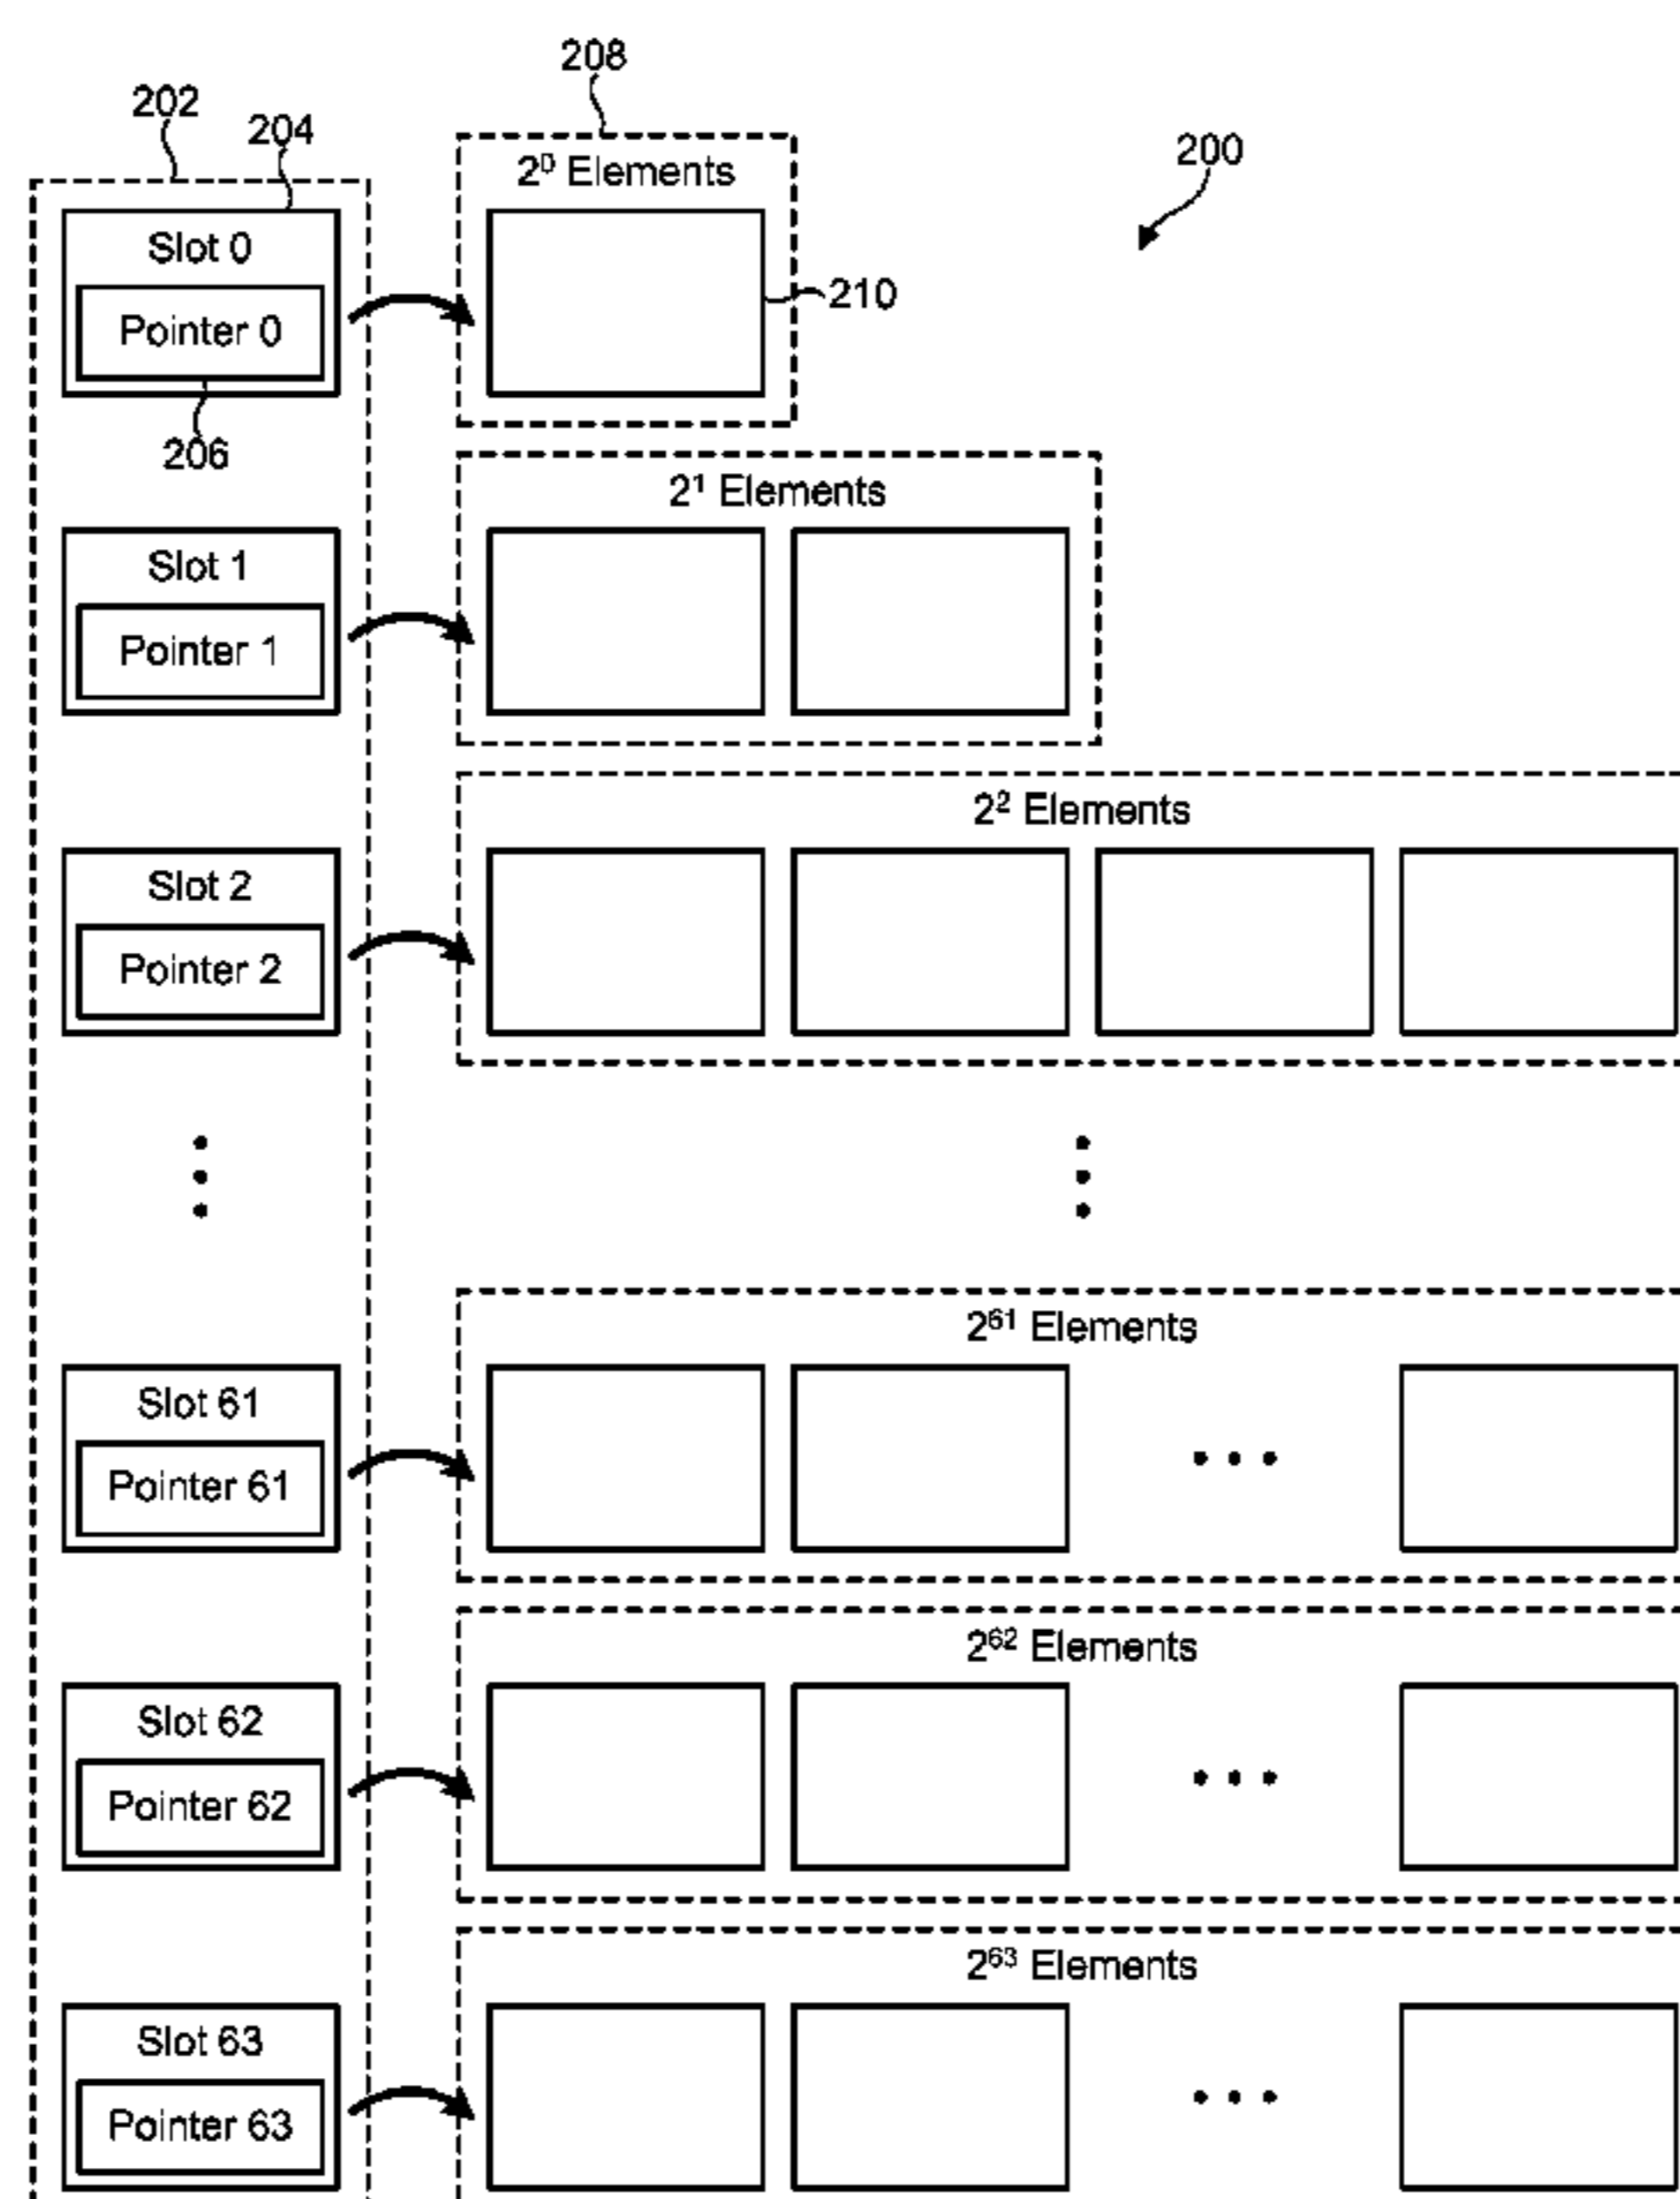 208
202
204
200
2⁰ Elements
Slot 0
210
Pointer 0
206
2¹ Elements
Slot 1
Pointer 1
2² Elements
Slot 2
Pointer 2
2⁶¹ Elements
Slot 61
Pointer 61
2⁶² Elements
Slot 62
Pointer 62
2⁶³ Elements
Slot 63
Pointer 63